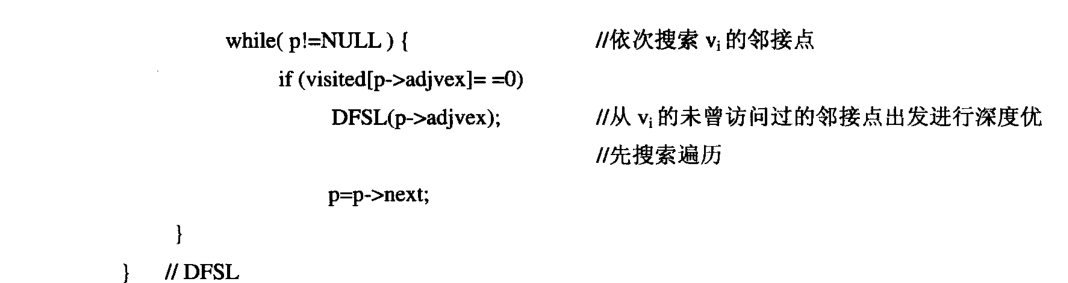 while( p!=NULL ) { //依次搜索 vi 的邻接点
if (visited[p->adjvex]= =0)
DFSL(p->adjvex); //从 vi 的未曾访问过的邻接点出发进行深度优
//先搜索遍历
p=p->next;
}
} // DFSL